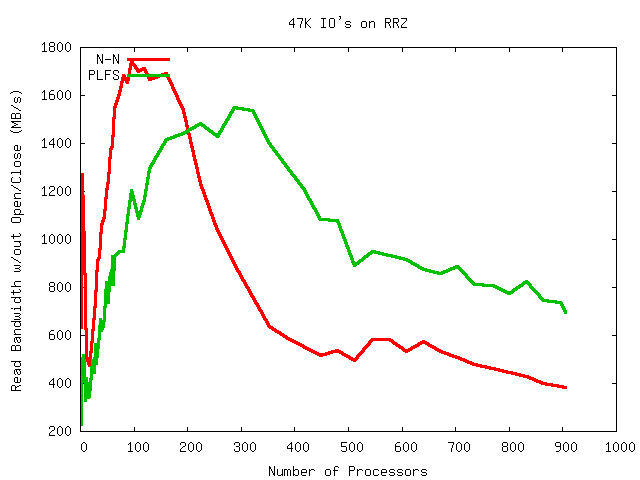 47K IO's on RRZ
N-N
PLFS
Read Bandwidth w/out Open/Close (MB/s)
1800
1600
1400
1200
1000
800
600
400
200
0 100 200 300 400 500 600 700 800 900 1000
Number of Processors